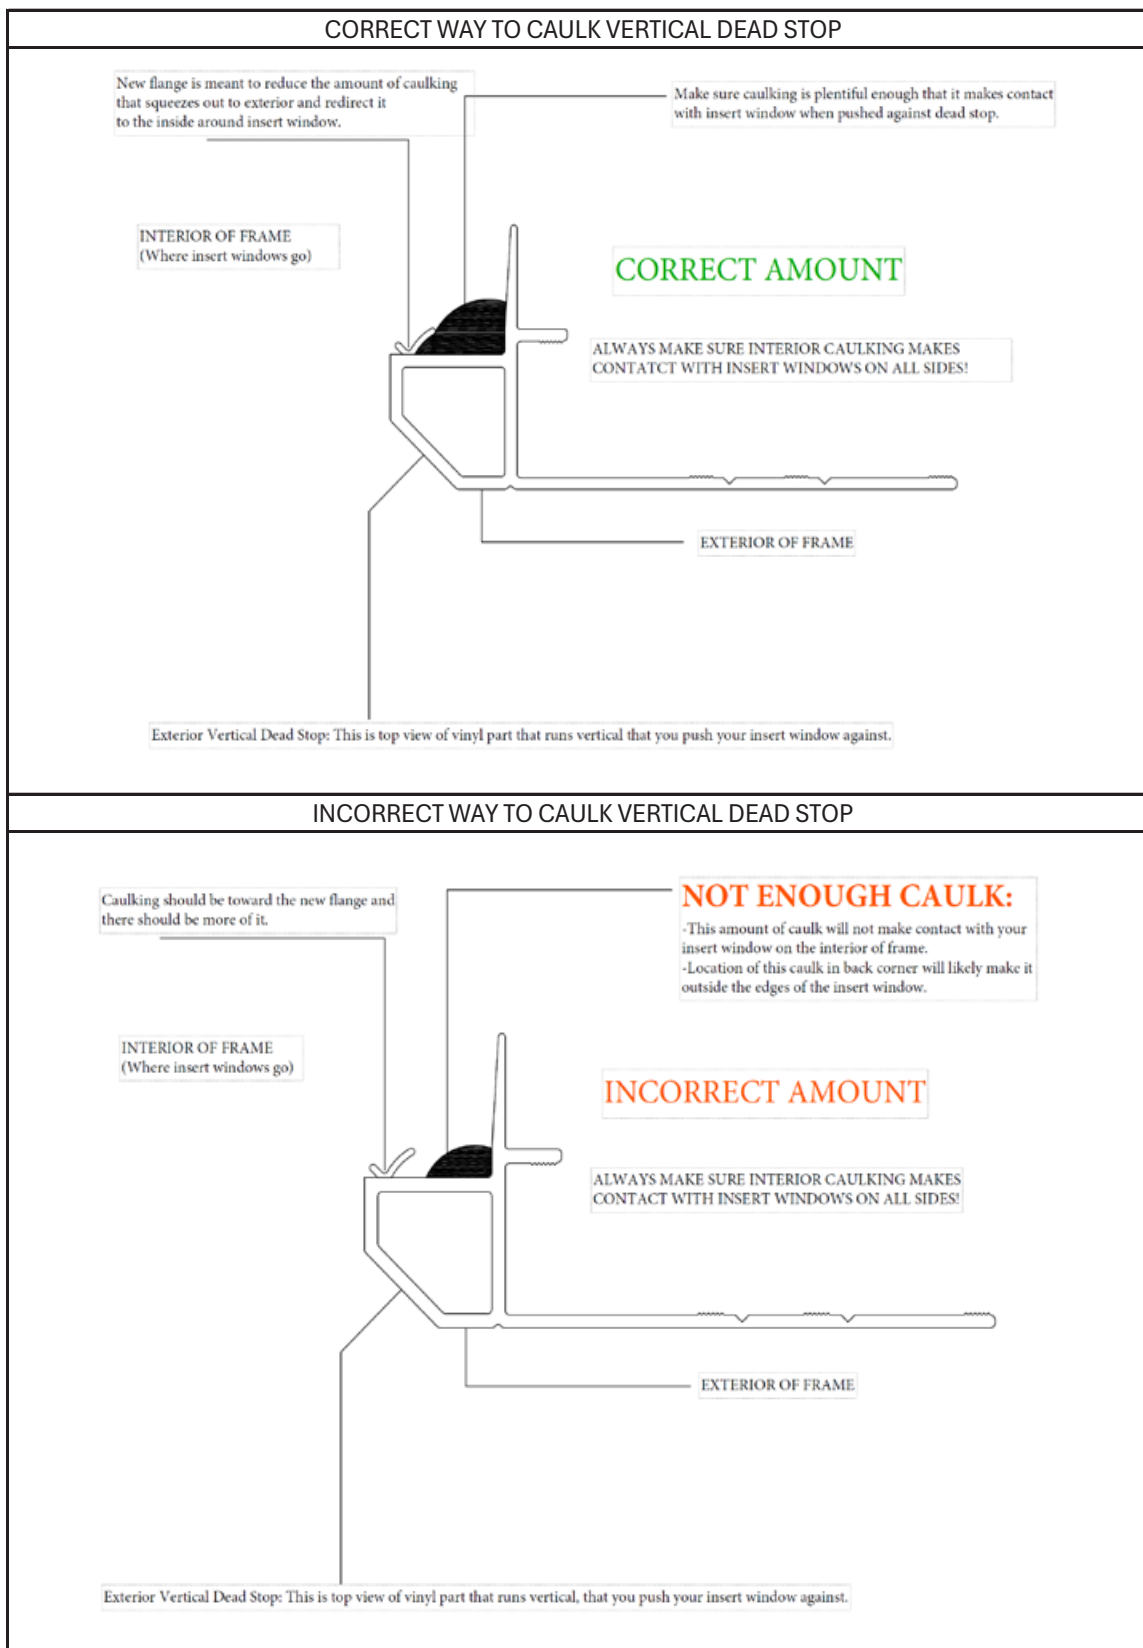 CORRECT WAY TO CAULK VERTICAL DEAD STOP
New flange is meant to reduce the amount of caulking
that squeezes out to exterior and redirect it
to the inside around insert window.
Make sure caulking is plentiful enough that it makes contact
with insert window when pushed against dead stop.
INTERIOR OF FRAME
(Where insert windows go)
CORRECT AMOUNT
ALWAYS MAKE SURE INTERIOR CAULKING MAKES
CONTATCT WITH INSERT WINDOWS ON ALL SIDES!
EXTERIOR OF FRAME
Exterior Vertical Dead Stop: This is top view of vinyl part that runs vertical that you push your insert window against.
INCORRECT WAY TO CAULK VERTICAL DEAD STOP
Caulking should be toward the new flange and
there should be more of it.
NOT ENOUGH CAULK:
-This amount of caulk will not make contact with your
insert window on the interior of frame.
-Location of this caulk in back corner will likely make it
outside the edges of the insert window.
INTERIOR OF FRAME
(Where insert windows go)
INCORRECT AMOUNT
ALWAYS MAKE SURE INTERIOR CAULKING MAKES
CONTACT WITH INSERT WINDOWS ON ALL SIDES!
EXTERIOR OF FRAME
Exterior Vertical Dead Stop: This is top view of vinyl part that runs vertical, that you push your insert window against.